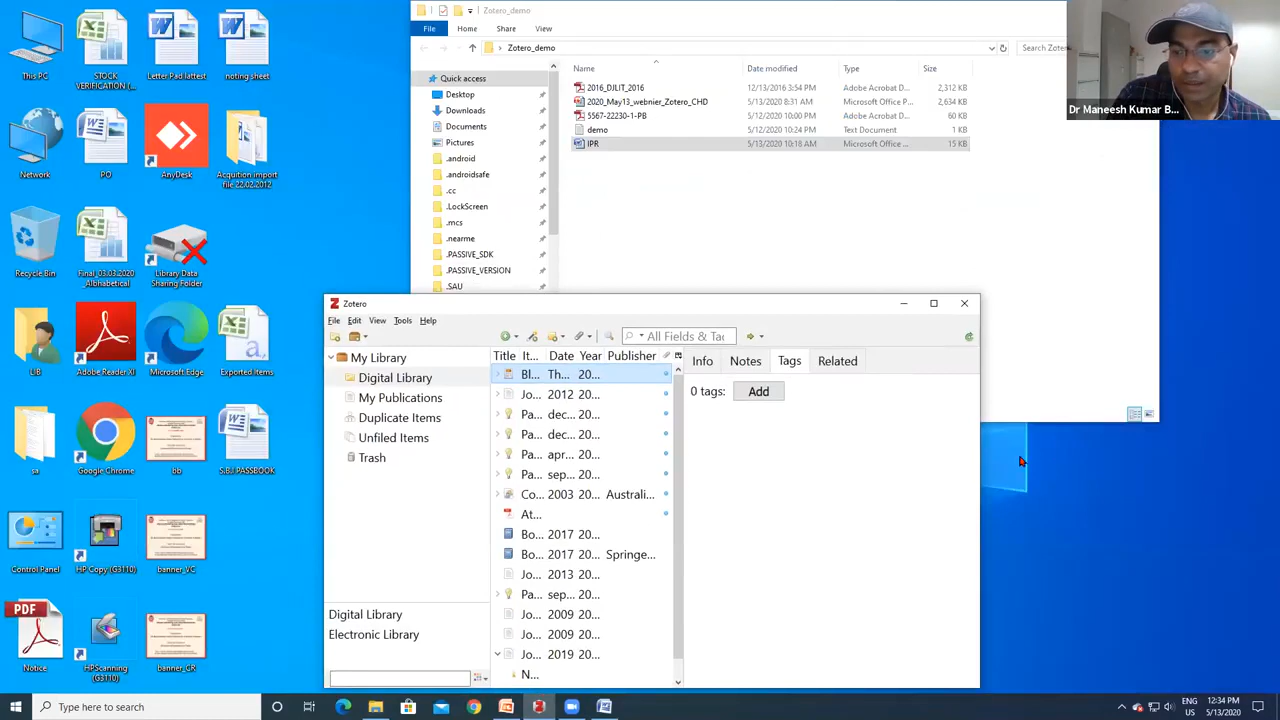 Zotero_demo
File Home Share View
Zotero_demo
Search Zoter
Dr Maneesh Kumar B...
Quick access
Desktop
Downloads
Documents
Pictures
.android
.androidsafe
.cc
.LockScreen
.mcs
.nearme
.PASSIVE_SDK
.PASSIVE_VERSION
.SAU
Name Date modified Type Size
2016_DJLIT_2016 12/13/2016 3:54 PM Adobe Acrobat D... 2,312 KB
2020_May13_webnier_Zotero_CHD 5/13/2020 8:31 AM Microsoft Office P... 2,634 KB
5567-22230-1-PB 5/12/2020 10:00 PM Adobe Acrobat D... 60 KB
demo 5/12/2020 10:24 PM Text Document 1 KB
IPR 5/13/2020 10:18 AM Microsoft Office ... 15 KB
This PC
STOCK
VERIFICATION (...
Letter Pad lattest
noting sheet
Network
PO
AnyDesk
Acqution import
file 22.02.2012
Recycle Bin
Final_03.03.2020
_Albhabetical
Library Data
Sharing Folder
LIB
Adobe Reader XI
Microsoft Edge
Exported Items
sa
Google Chrome
bb
S.B.I PASSBOOK
Control Panel
HP Copy (G3110)
banner_VC
PDF
Notice
HPScanning
(G3110)
banner_CR
Zotero
File Edit View Tools Help
All Fields & Tag
My Library
Digital Library
My Publications
Duplicate Items
Unfiled Items
Trash
Digital Library
Electronic Library
Title It... Date Year Publisher
Bl... Th... 20...
Jo... 2012 20...
Pa... dec... 20...
Pa... dec... 20...
Pa... apr... 20...
Pa... sep... 20...
Co... 2003 20... Australi...
At...
Bo... 2017 20...
Bo... 2017 20... Springe...
Jo... 2013 20...
Pa... sep... 20...
Jo... 2009 20...
Jo... 2009 20...
Jo... 2019 20...
N...
Info Notes Tags Related
0 tags: Add
Type here to search
ENG
US
12:34 PM
5/13/2020